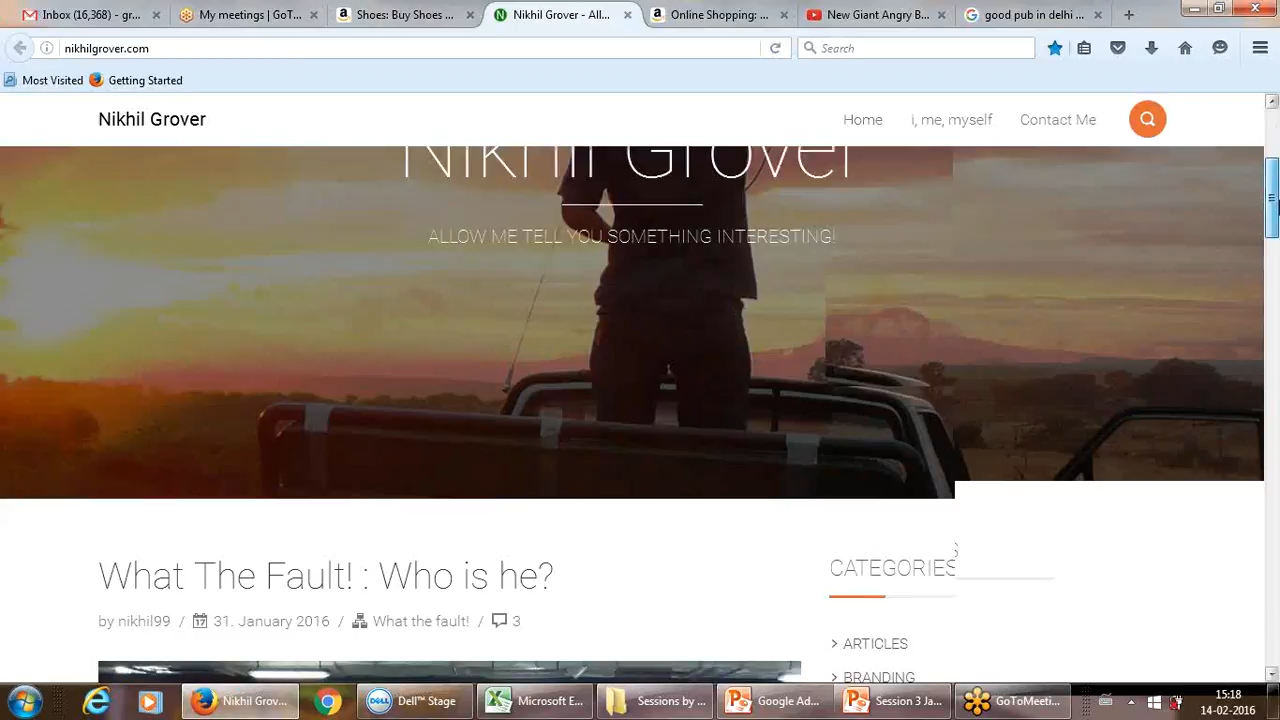 Inbox (16,368) - gr...
My meetings | GoT...
Shoes: Buy Shoes ...
Nikhil Grover - All...
Online Shopping: ...
New Giant Angry B...
good pub in delhi ...
nikhilgrover.com
Search
Most Visited
Getting Started
Nikhil Grover
Home
i, me, myself
Contact Me
Nikhil Grover
ALLOW ME TELL YOU SOMETHING INTERESTING!
What The Fault! : Who is he?
by nikhil99 / 31. January 2016 / What the fault! / 3
CATEGORIES
> ARTICLES
> BRANDING
Nikhil Grov...
Dell™ Stage
Microsoft E...
Sessions by ...
Google Ad...
Session 3 Ja...
GoToMeeti...
15:18
14-02-2016